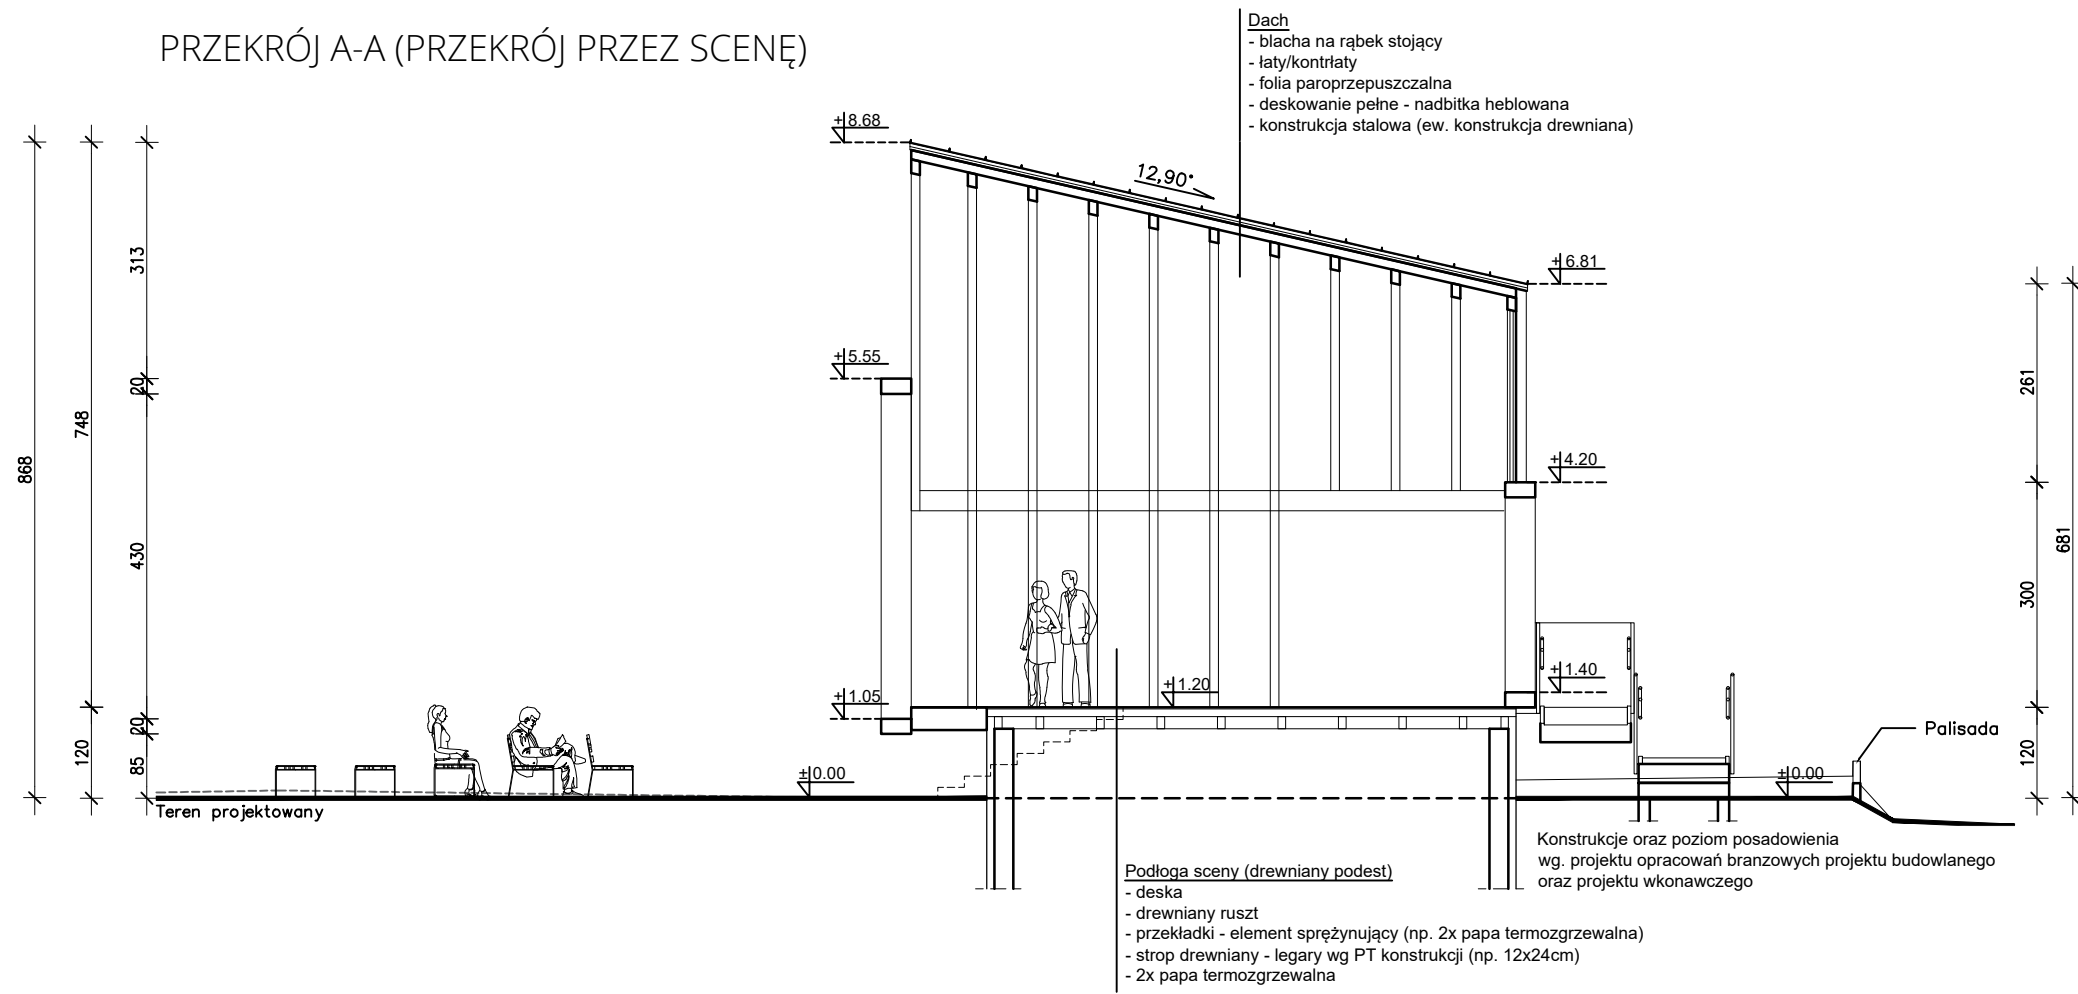 PRZEKRÓJ A-A (PRZEKRÓJ PRZEZ SCENĘ)
Dach
- blacha na rąbek stojący
- łaty/kontrłaty
- folia paroprzepuszczalna
- deskowanie pełne - nadbitka heblowana
- konstrukcja stalowa (ew. konstrukcja drewniana)
+8.68
12,90°
+6.81
+5.55
+4.20
+1.40
+1.20
+1.05
±0.00
±0.00
868
748
120
313
20
430
20
85
261
300
120
681
Palisada
Teren projektowany
Konstrukcje oraz poziom posadowienia
wg. projektu opracowań branzowych projektu budowlanego
oraz projektu wkonawczego
Podłoga sceny (drewniany podest)
- deska
- drewniany ruszt
- przekładki - element sprężynujący (np. 2x papa termozgrzewalna)
- strop drewniany - legary wg PT konstrukcji (np. 12x24cm)
- 2x papa termozgrzewalna